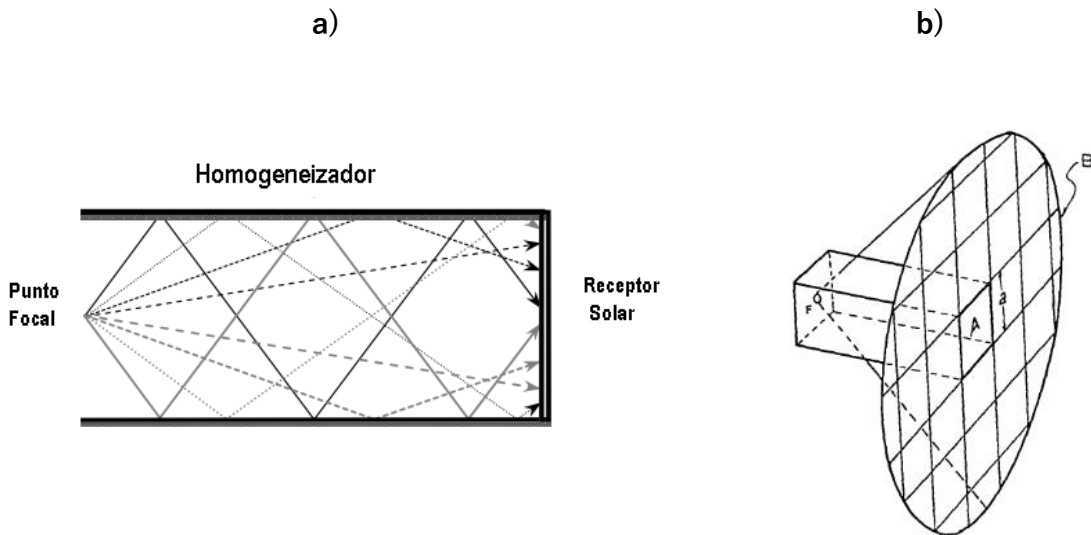 a)
b)
Homogeneizador
Punto
Focal
Receptor
Solar
B
F
A
a